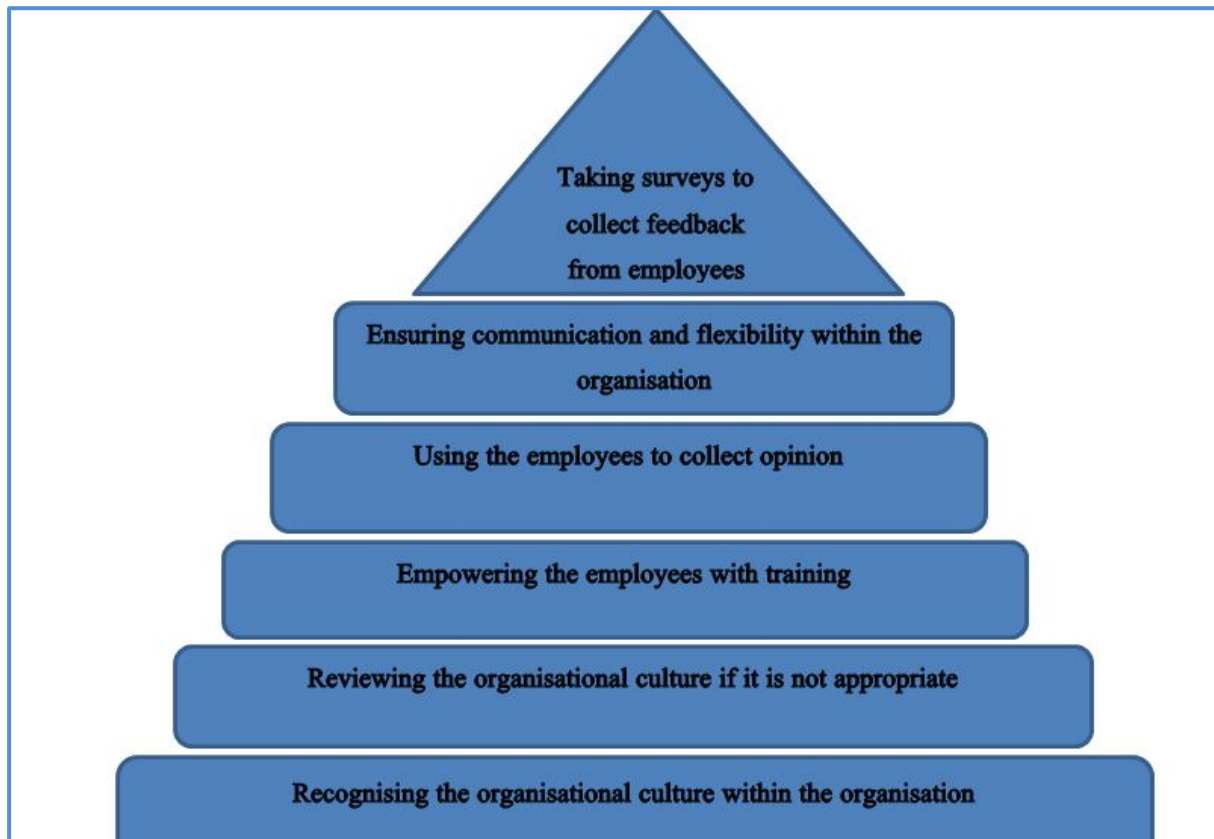 Taking surveys to
collect feedback
from employees
Ensuring communication and flexibility within the
organisation
Using the employees to collect opinion
Empowering the employees with training
Reviewing the organisational culture if it is not appropriate
Recognising the organisational culture within the organisation